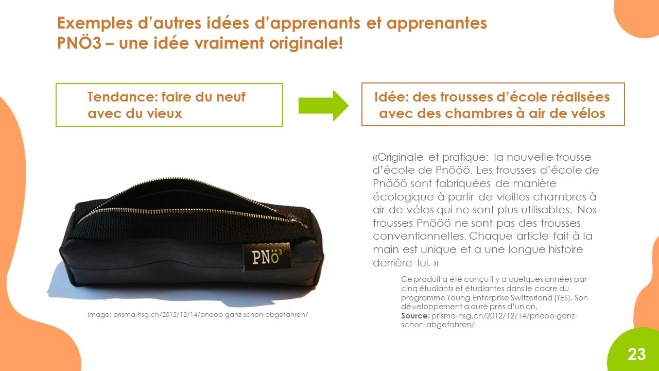 Exemples d'autres idées d'apprenants et apprenantes
PNÖ3 – une idée vraiment originale!
Tendance: faire du neuf
avec du vieux
Idée: des trousses d'école réalisées
avec des chambres à air de vélos
«Originale et pratique: la nouvelle trousse
d'école de Pnööö. Les trousses d'école de
Pnööö sont fabriquées de manière
écologique à partir de vieilles chambres à
air de vélos qui ne sont plus utilisables. Nos
trousses Pnööö ne sont pas des trousses
conventionnelles. Chaque article fait à la
main est unique et a une longue histoire
derrière lui. »
PNÖ3
Ce produit a été conçu il y a quelques années par
cinq étudiants et étudiantes dans le cadre du
programme Young Enterprise Switzerland (YES). Son
développement a duré près d'un an.
Source: prisma-hsg.ch/2012/12/14/pnooo-ganz-
schon-abgefahren/
Image: prisma-hsg.ch/2012/12/14/pnooo-ganz-schon-abgefahren/
23